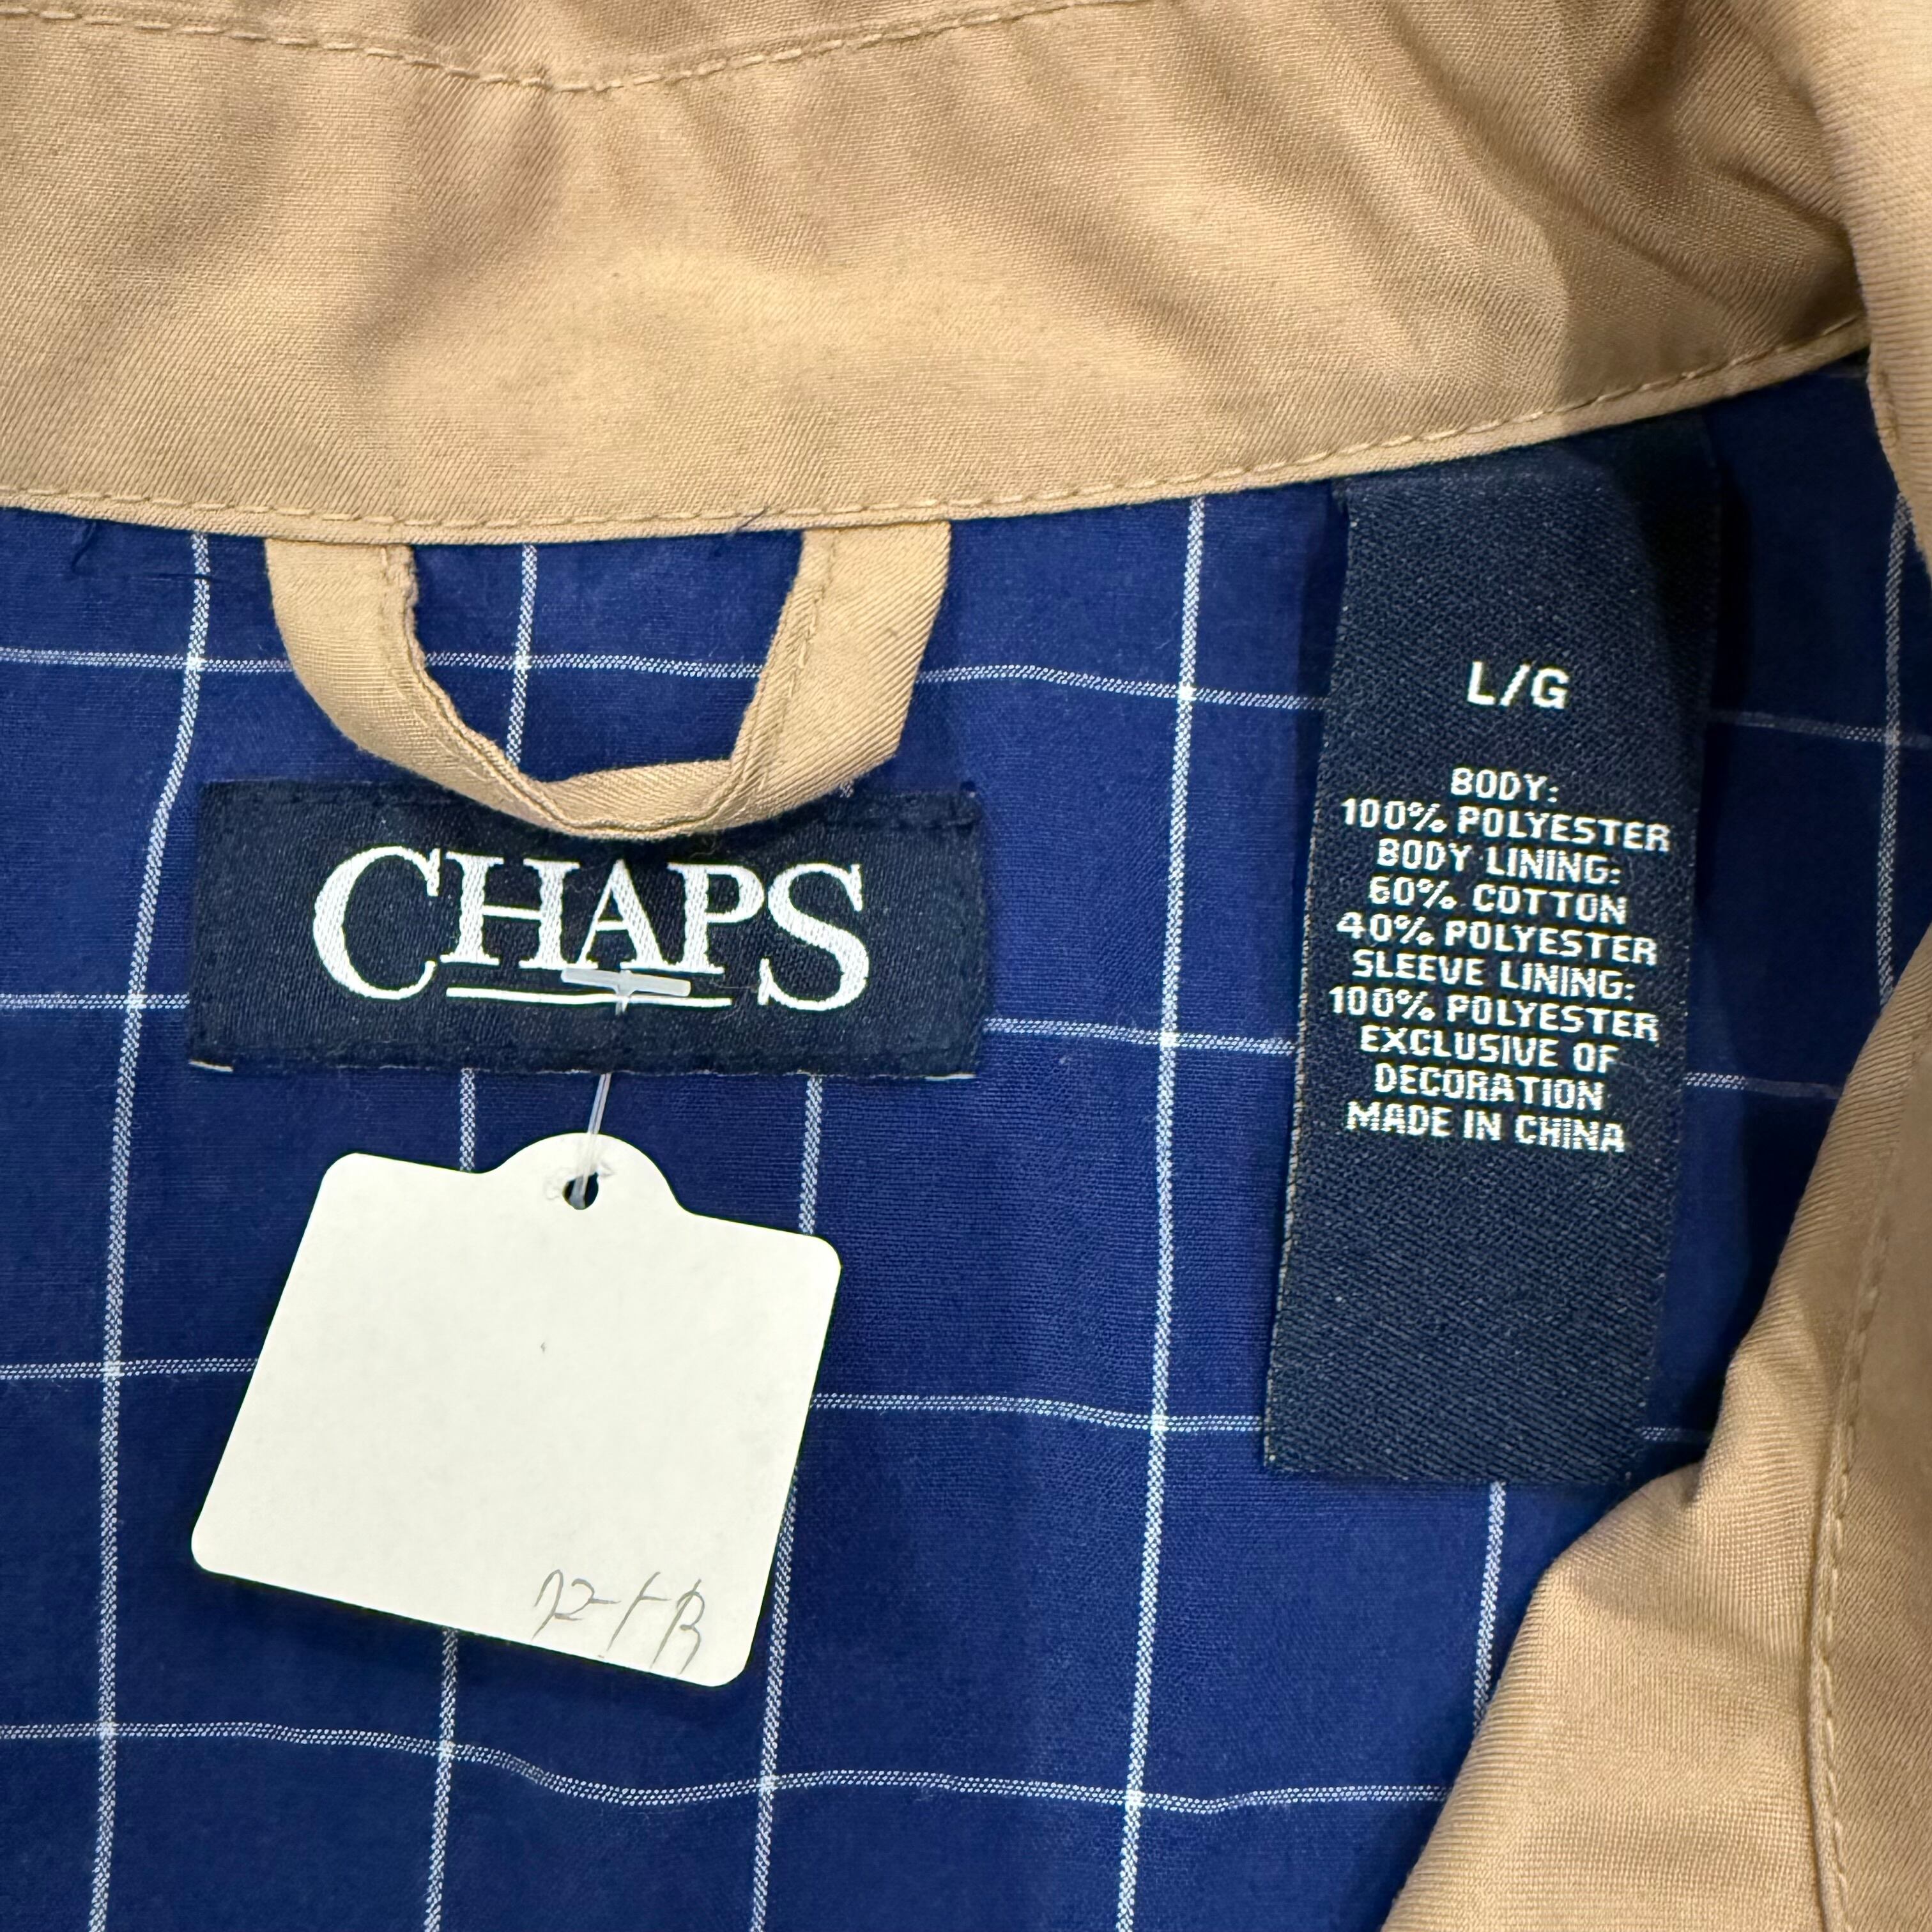 CHAPS
L/G
BODY:
100% POLYESTER
BODY LINING:
60% COTTON
40% POLYESTER
SLEEVE LINING:
100% POLYESTER
EXCLUSIVE OF
DECORATION
MADE IN CHINA